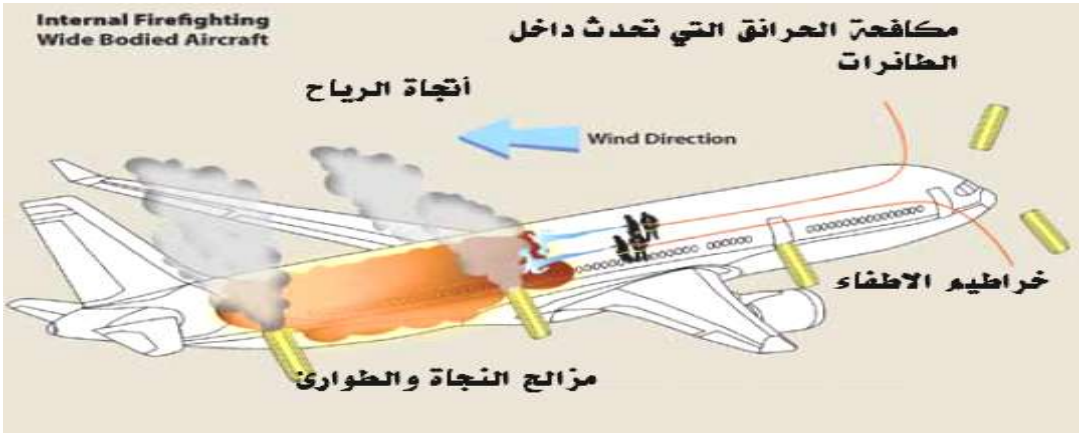 Internal Firefighting
Wide Bodied Aircraft
مكافحة الحرائق التي تحدث داخل
الطائرات
أتجاة الرياح
Wind Direction
خراطيم الاطفاء
مزالج النجاة والطوارئ